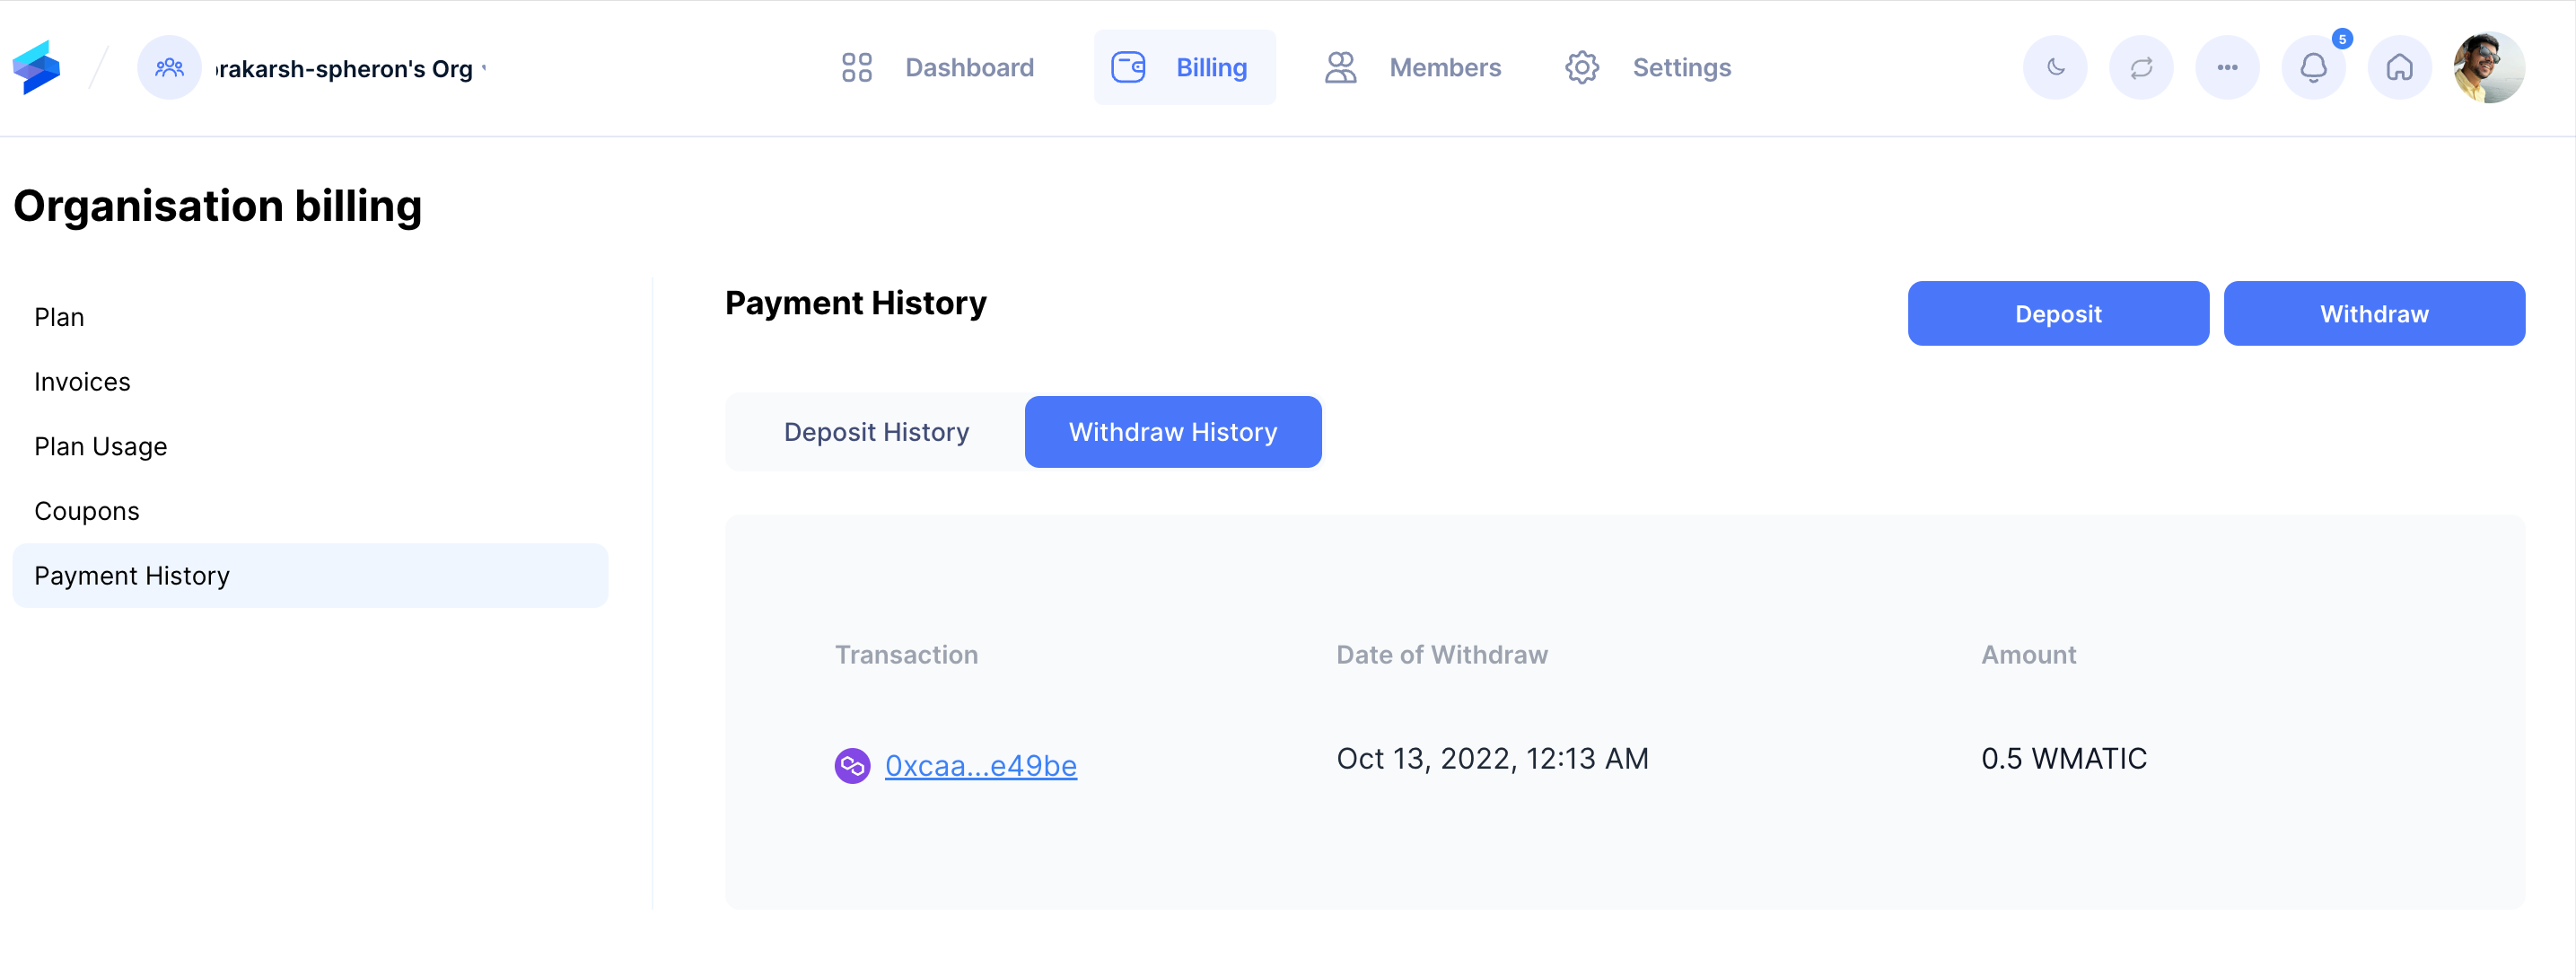 rakarsh-spheron's Org
Dashboard
Billing
Members
Settings
5
Organisation billing
Plan
Invoices
Plan Usage
Coupons
Payment History
Payment History
Deposit
Withdraw
Deposit History
Withdraw History
Transaction
Date of Withdraw
Amount
0xcaa...e49be
Oct 13, 2022, 12:13 AM
0.5 WMATIC